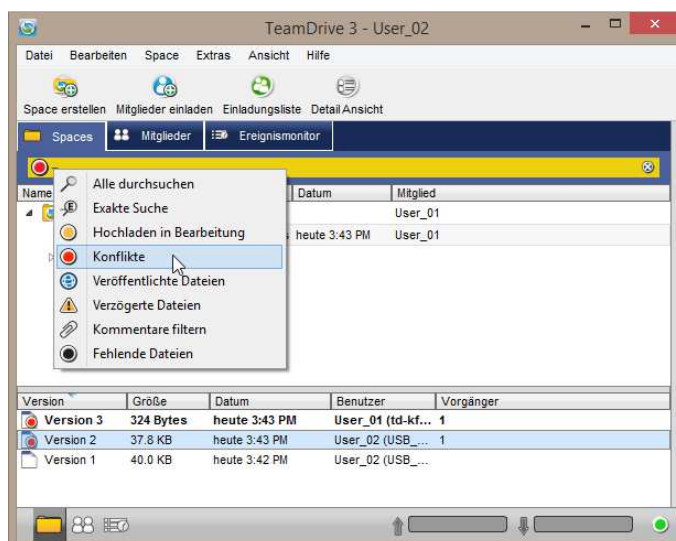 TeamDrive 3 - User_02
Datei Bearbeiten Space Extras Ansicht Hilfe
Space erstellen Mitglieder einladen Einladungsliste Detail Ansicht
Spaces Mitglieder Ereignismonitor
Name Datum Mitglied
Alle durchsuchen
User_01
Exakte Suche
Hochladen in Bearbeitung
heute 3:43 PM User_01
Konflikte
Veröffentlichte Dateien
Verzögerte Dateien
Kommentare filtern
Fehlende Dateien
Version Größe Datum Benutzer Vorgänger
Version 3 324 Bytes heute 3:43 PM User_01 (td-kf... 1
Version 2 37.8 KB heute 3:43 PM User_02 (USB_... 1
Version 1 40.0 KB heute 3:42 PM User_02 (USB_...